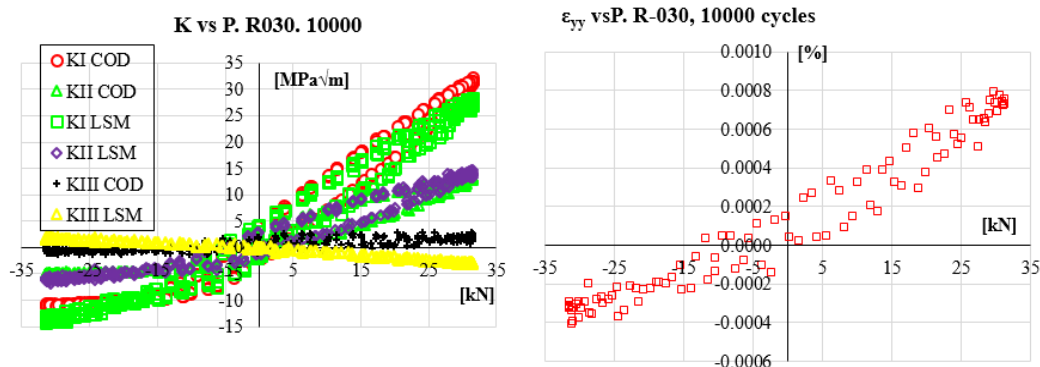 K vs P. R030. 10000
[MPa√m]
KI COD
KII COD
KI LSM
KII LSM
KIII COD
KIII LSM
35
30
25
20
15
10
5
0
-5
-10
-15
-35 -25 -15 -5 5 15 25 35
[kN]
εyy vsP. R-030, 10000 cycles
[%]
0.0010
0.0008
0.0006
0.0004
0.0002
0.0000
-0.0002
-0.0004
-0.0006
-35 -25 -15 -5 5 15 25 35
[kN]